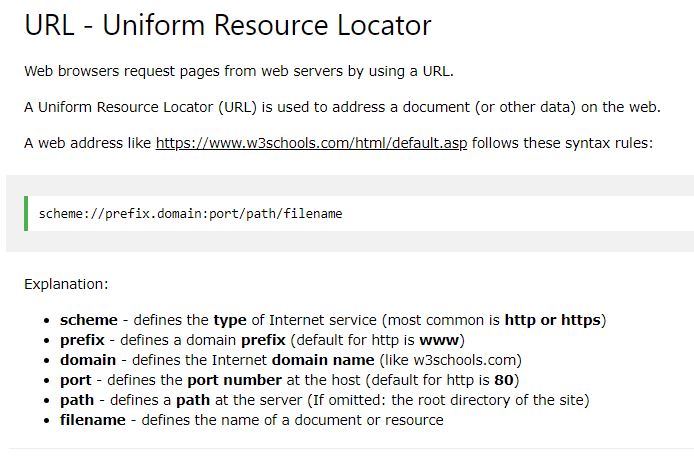 URL - Uniform Resource Locator
Web browsers request pages from web servers by using a URL.
A Uniform Resource Locator (URL) is used to address a document (or other data) on the web.
A web address like https://www.w3schools.com/html/default.asp follows these syntax rules:
scheme://prefix.domain:port/path/filename
Explanation:
• scheme - defines the type of Internet service (most common is http or https)
• prefix - defines a domain prefix (default for http is www)
• domain - defines the Internet domain name (like w3schools.com)
• port - defines the port number at the host (default for http is 80)
• path - defines a path at the server (If omitted: the root directory of the site)
• filename - defines the name of a document or resource